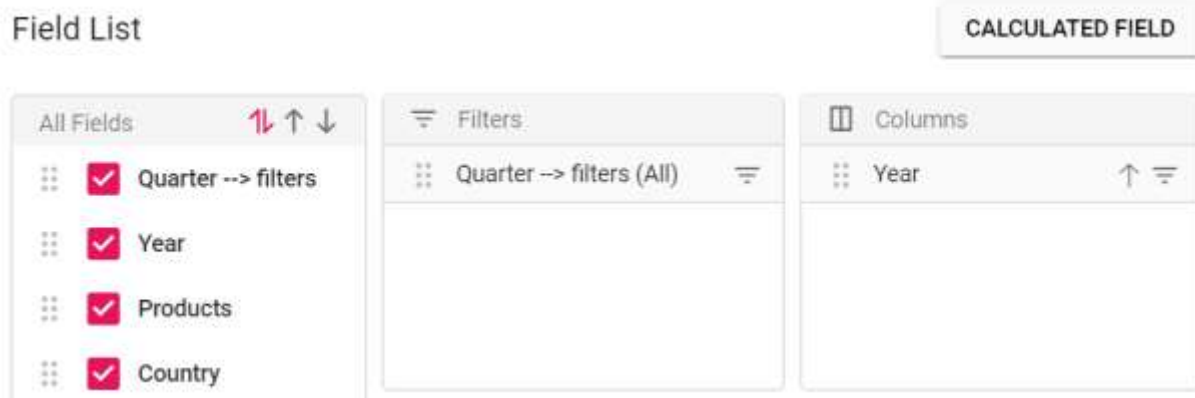 Field List
CALCULATED FIELD
All Fields
Quarter --> filters
Year
Products
Country
Filters
Quarter --> filters (All)
Columns
Year